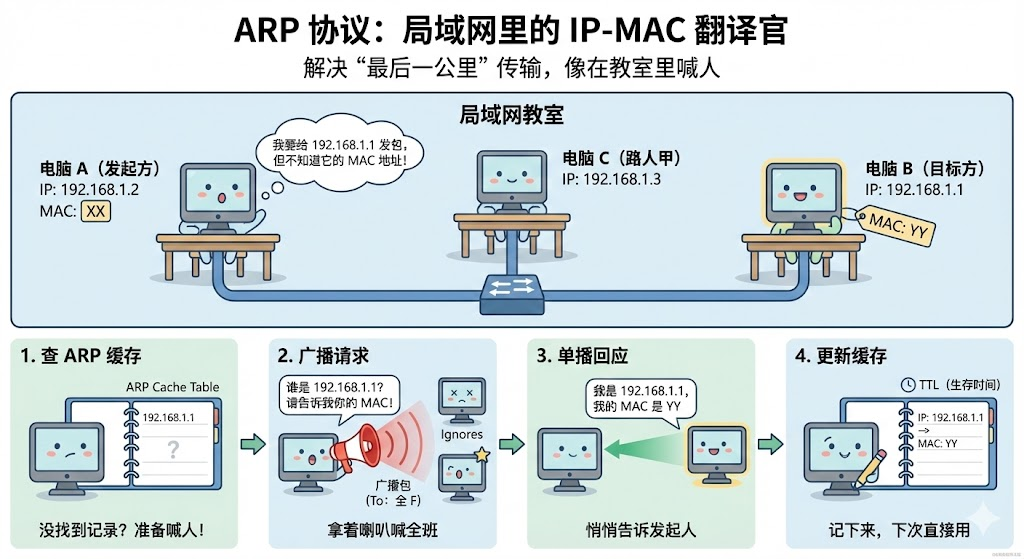 ARP 协议：局域网里的 IP-MAC 翻译官
解决 “最后一公里” 传输，像在教室里喊人
局域网教室
电脑 A（发起方）
IP: 192.168.1.2
MAC: XX
我要给 192.168.1.1 发包，
但不知道它的 MAC 地址！
电脑 C（路人甲）
IP: 192.168.1.3
电脑 B（目标方）
IP: 192.168.1.1
MAC: YY
1. 查 ARP 缓存
ARP Cache Table
192.168.1.1
?
没找到记录？准备喊人！
2. 广播请求
谁是 192.168.1.1?
请告诉我你的 MAC!
Ignores
广播包
(To：全 F)
拿着喇叭喊全班
3. 单播回应
我是 192.168.1.1，
我的 MAC 是 YY
悄悄告诉发起人
4. 更新缓存
TTL（生存时间）
IP: 192.168.1.1
->
MAC: YY
记下来，下次直接用